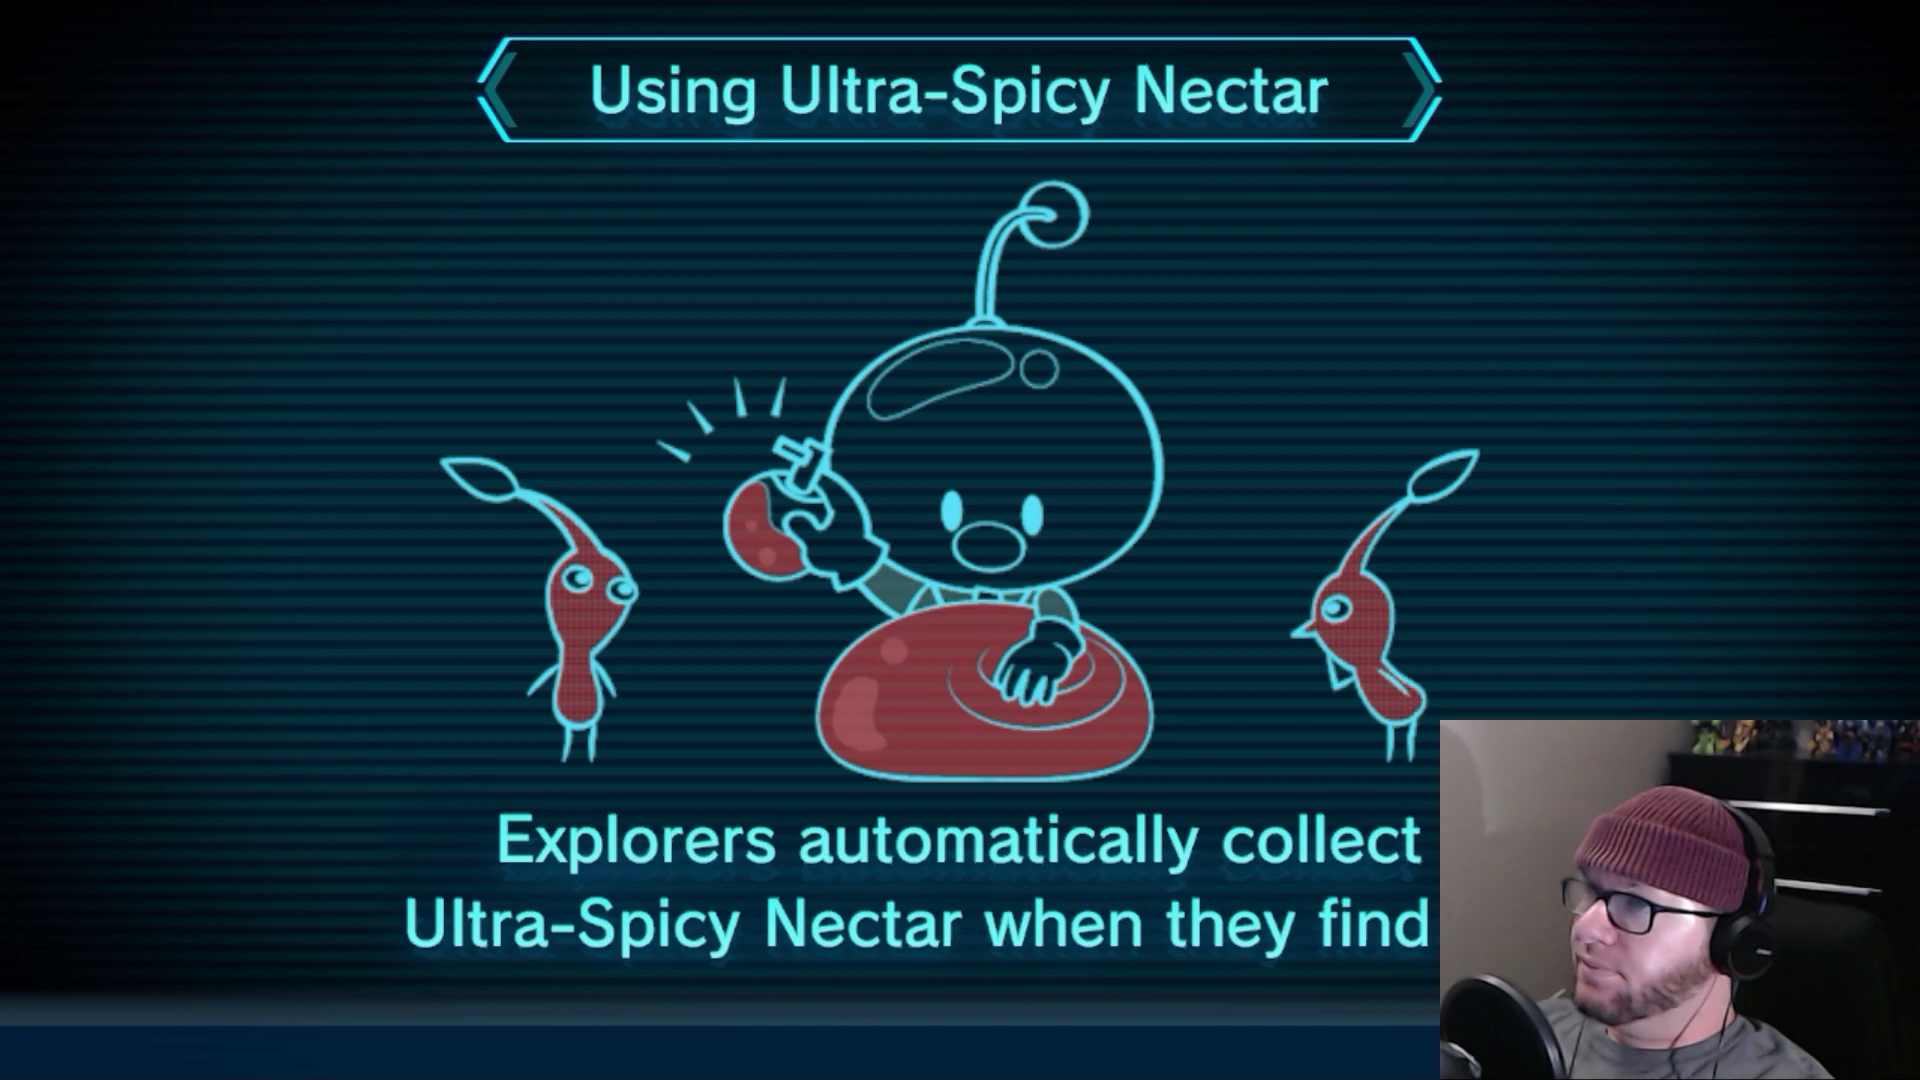 Using Ultra-Spicy Nectar
Explorers automatically collect
Ultra-Spicy Nectar when they find